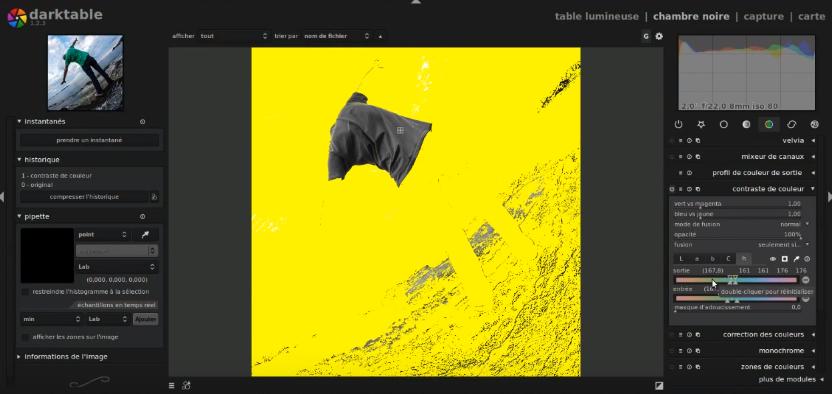 darktable
1.2.3
table lumineuse | chambre noire | capture | carte
afficher tout trier par nom de fichier
G
2,0" f/22,0 8mm iso 80
instantanés
prendre un instantané
historique
1 - contraste de couleur
0 - original
compresser l'historique
pipette
point
Lab
(0,000, 0,000, 0,000)
restreindre l'histogramme à la sélection
échantillons en temps réel
min Lab Ajouter
afficher les zones sur l'image
informations de l'image
velvia
mixeur de canaux
profil de couleur de sortie
contraste de couleur
vert vs magenta 1,00
bleu vs jaune 1,00
mode de fusion normal
opacité 100%
fusion seulement si...
L a b C h
sortie (167,8) 161 161 176 176
entrée
double-cliquer pour réinitialiser
masque d'adoucissement 0,0
correction des couleurs
monochrome
zones de couleur
plus de modules